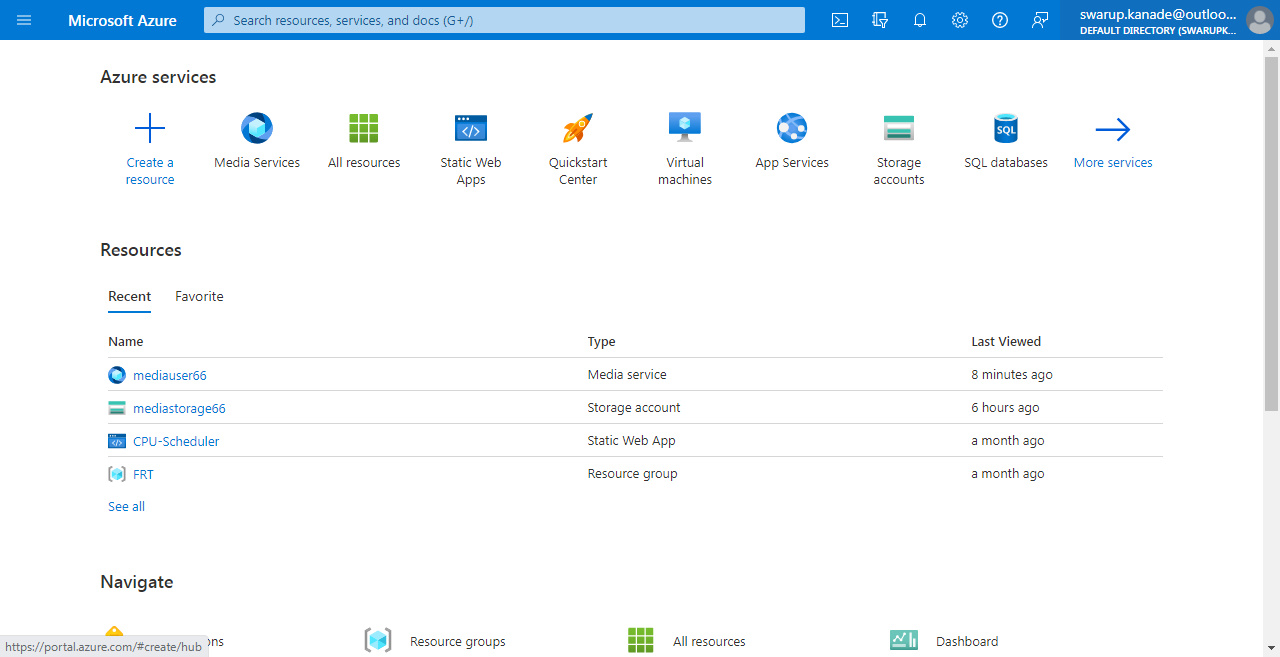 Microsoft Azure
Search resources, services, and docs (G+/)
swarup.kanade@outloo...
DEFAULT DIRECTORY (SWARUPK...
Azure services
Create a resource
Media Services
All resources
Static Web Apps
Quickstart Center
Virtual machines
App Services
Storage accounts
SQL
SQL databases
More services
Resources
Recent Favorite
Name Type Last Viewed
mediauser66 Media service 8 minutes ago
mediastorage66 Storage account 6 hours ago
CPU-Scheduler Static Web App a month ago
FRT Resource group a month ago
See all
Navigate
ons Resource groups All resources Dashboard
https://portal.azure.com/#create/hub